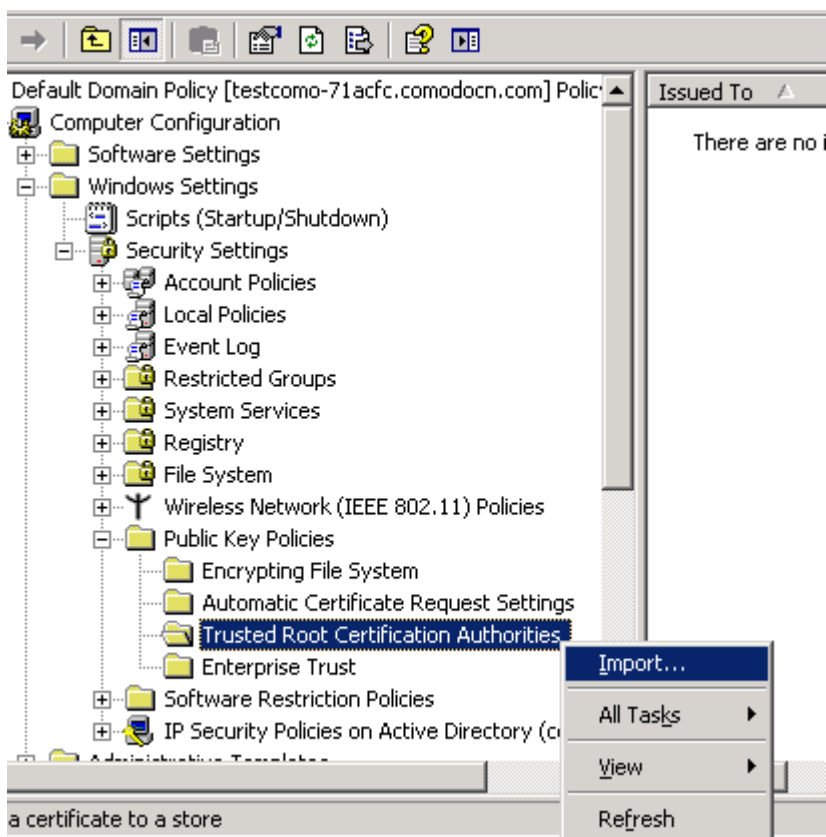 Default Domain Policy [testcomo-71acfc.comodocn.com] Polic
Issued To
Computer Configuration
There are no i
Software Settings
Windows Settings
Scripts (Startup/Shutdown)
Security Settings
Account Policies
Local Policies
Event Log
Restricted Groups
System Services
Registry
File System
Wireless Network (IEEE 802.11) Policies
Public Key Policies
Encrypting File System
Automatic Certificate Request Settings
Trusted Root Certification Authorities
Import...
Enterprise Trust
Software Restriction Policies
All Tasks
IP Security Policies on Active Directory (c
Administrative Templates
View
a certificate to a store
Refresh